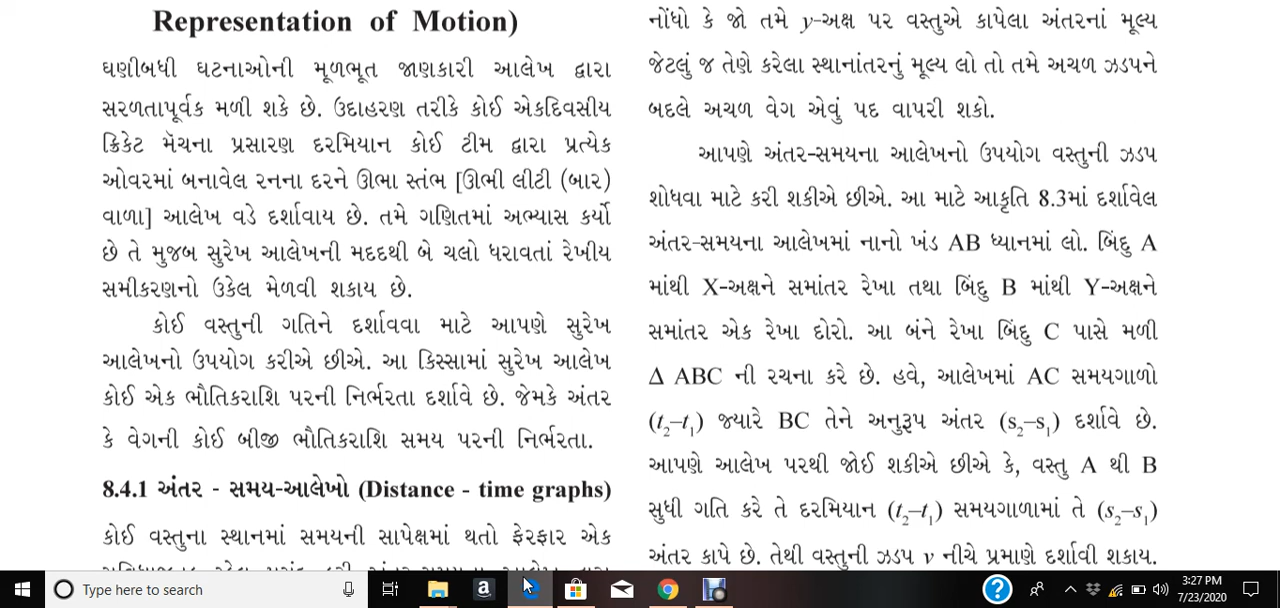 Representation of Motion)
ઘણીબધી ઘટનાઓની મૂળભૂત જાણકારી આલેખ દ્વારા
સરળતાપૂર્વક મળી શકે છે. ઉદાહરણ તરીકે કોઈ એકદિવસીય
ક્રિકેટ મૅચના પ્રસારણ દરમિયાન કોઈ ટીમ દ્વારા પ્રત્યેક
ઓવરમાં બનાવેલ રનના દરને ઊભા સ્તંભ [ઊભી લીટી (બાર)
વાળા] આલેખ વડે દર્શાવાય છે. તમે ગણિતમાં અભ્યાસ કર્યો
છે તે મુજબ સુરેખ આલેખની મદદથી બે ચલો ધરાવતાં રેખીય
સમીકરણનો ઉકેલ મેળવી શકાય છે.
કોઈ વસ્તુની ગતિને દર્શાવવા માટે આપણે સુરેખ
આલેખનો ઉપયોગ કરીએ છીએ. આ કિસ્સામાં સુરેખ આલેખ
કોઈ એક ભૌતિકરાશિ પરની નિર્ભરતા દર્શાવે છે. જેમકે અંતર
કે વેગની કોઈ બીજી ભૌતિકરાશિ સમય પરની નિર્ભરતા.
8.4.1 અંતર - સમય-આલેખો (Distance - time graphs)
કોઈ વસ્તુના સ્થાનમાં સમયની સાપેક્ષમાં થતો ફેરફાર એક
નોંધો કે જો તમે y-અક્ષ પર વસ્તુએ કાપેલા અંતરનાં મૂલ્ય
જેટલું જ તેણે કરેલા સ્થાનાંતરનું મૂલ્ય લો તો તમે અચળ ઝડપને
બદલે અચળ વેગ એવું પદ વાપરી શકો.
આપણે અંતર-સમયના આલેખનો ઉપયોગ વસ્તુની ઝડપ
શોધવા માટે કરી શકીએ છીએ. આ માટે આકૃતિ 8.3માં દર્શાવેલ
અંતર-સમયના આલેખમાં નાનો ખંડ AB ધ્યાનમાં લો. બિંદુ A
માંથી X-અક્ષને સમાંતર રેખા તથા બિંદુ B માંથી Y-અક્ષને
સમાંતર એક રેખા દોરો. આ બંને રેખા બિંદુ C પાસે મળી
Δ ABC ની રચના કરે છે. હવે, આલેખમાં AC સમયગાળો
(t₂–t₁) જ્યારે BC તેને અનુરૂપ અંતર (s₂–s₁) દર્શાવે છે.
આપણે આલેખ પરથી જોઈ શકીએ છીએ કે, વસ્તુ A થી B
સુધી ગતિ કરે તે દરમિયાન (t₂–t₁) સમયગાળામાં તે (s₂–s₁)
અંતર કાપે છે. તેથી વસ્તુની ઝડપ v નીચે પ્રમાણે દર્શાવી શકાય.
Type here to search
3:27 PM
7/23/2020